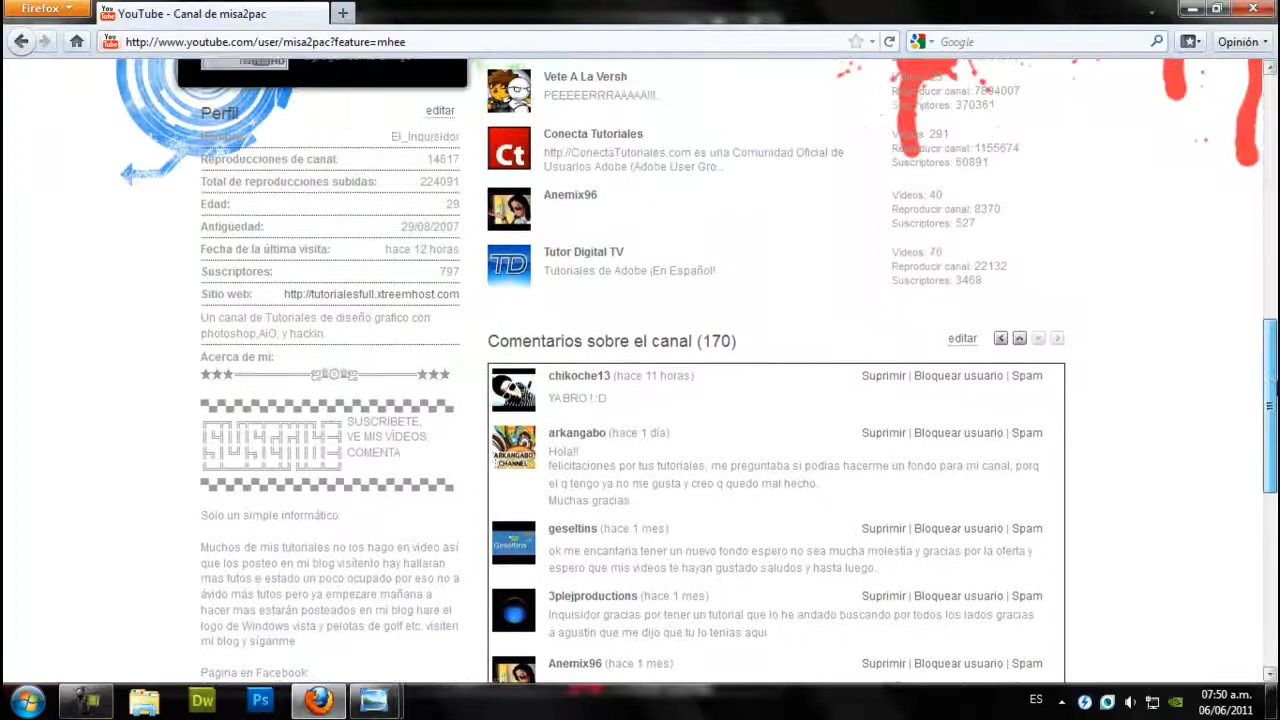 Firefox
YouTube - Canal de misa2pac
http://www.youtube.com/user/misa2pac?feature=mhee
Google
Opinión
Perfil
editar
El_Inquisidor
Reproducciones de canal: 14617
Total de reproducciones subidas: 224091
Edad: 29
Antigüedad: 29/08/2007
Fecha de la última visita: hace 12 horas
Suscriptores: 797
Sitio web: http://tutorialesfull.xtreemhost.com
Un canal de Tutoriales de diseño grafico con
photoshop,AiO, y hackin.
Acerca de mi:
SUSCRIBETE,
VE MIS VÍDEOS,
COMENTA
Solo un simple informático:
Muchos de mis tutoriales no los hago en video así
que los posteo en mi blog visítenlo hay hallaran
mas tutos e estado un poco ocupado por eso no a
ávido más tutos pero ya empezare mañana a
hacer mas estarán posteados en mi blog hare el
logo de Windows vista y pelotas de golf etc. visiten
mi blog y síganme
Pagina en Facebook:
Vete A La Versh
PEEEEERRRAAAAA!!!..
Reproducir canal: 7894007
Suscriptores: 370361
Conecta Tutoriales
http://ConectaTutoriales.com es una Comunidad Oficial de
Usuarios Adobe (Adobe User Gro...
Videos: 291
Reproducir canal: 1155674
Suscriptores: 60891
Anemix96
Videos: 40
Reproducir canal: 8370
Suscriptores: 527
Tutor Digital TV
Tutoriales de Adobe ¡En Español!
Videos: 76
Reproducir canal: 22132
Suscriptores: 3468
Comentarios sobre el canal (170)
editar
chikoche13 (hace 11 horas) Suprimir | Bloquear usuario | Spam
YA BRO ! :D
arkangabo (hace 1 día) Suprimir | Bloquear usuario | Spam
Hola!!
felicitaciones por tus tutoriales, me preguntaba si podias hacerme un fondo para mi canal, porq
el q tengo ya no me gusta y creo q quedo mal hecho.
Muchas gracias
geseltins (hace 1 mes) Suprimir | Bloquear usuario | Spam
ok me encantaria tener un nuevo fondo espero no sea mucha molestia y gracias por la oferta y
espero que mis videos te hayan gustado saludos y hasta luego.
3plejproductions (hace 1 mes) Suprimir | Bloquear usuario | Spam
Inquisidor gracias por tener un tutorial que lo he andado buscando por todos los lados gracias
a agustin que me dijo que tu lo tenias aqui
Anemix96 (hace 1 mes) Suprimir | Bloquear usuario | Spam
ES
07:50 a.m.
06/06/2011